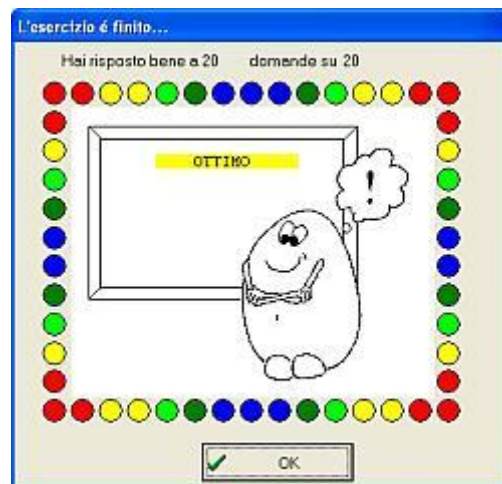 L'esercizio é finito...
Hai risposto bene a 20 domande su 20
OTTIMO
!
OK